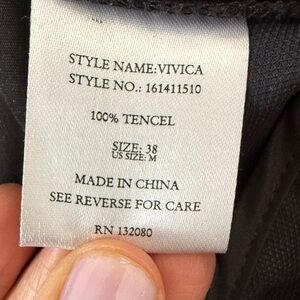 STYLE NAME:VIVICA
STYLE NO.: 161411510
100% TENCEL
SIZE: 38
US SIZE: M
MADE IN CHINA
SEE REVERSE FOR CARE
RN 132080